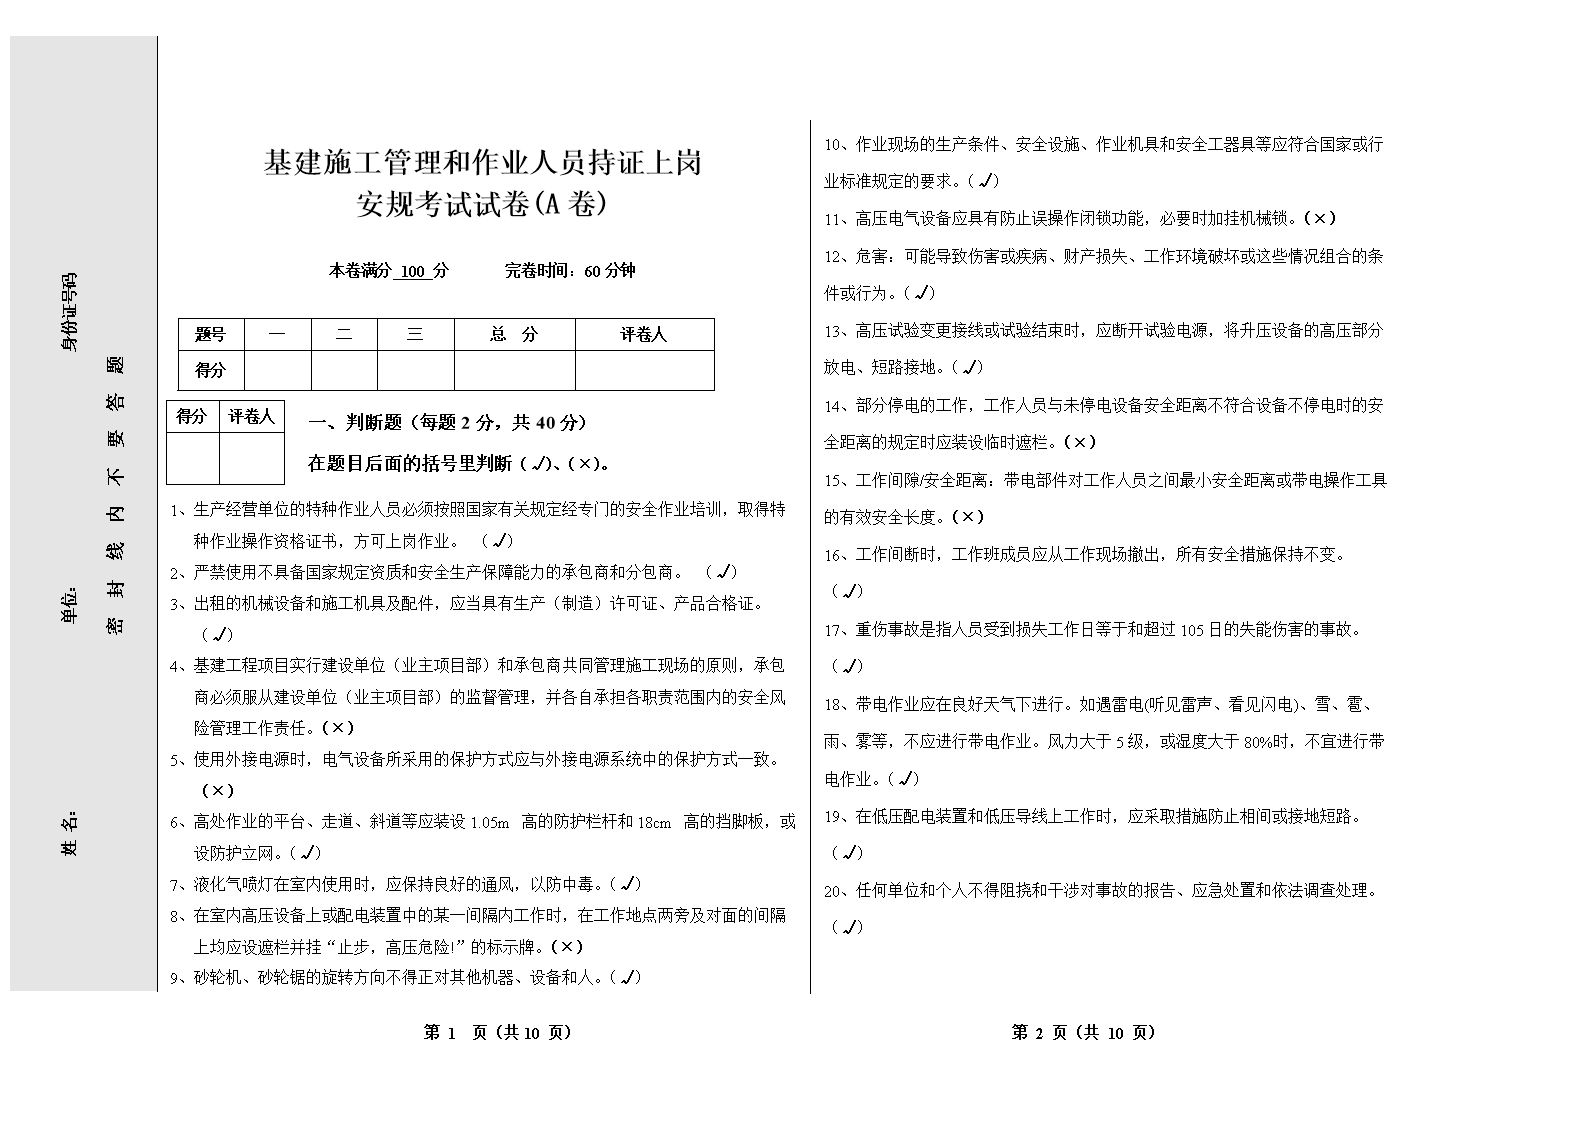 身份证号码
单位：
姓 名：
密 封 线 内 不 要 答 题
基建施工管理和作业人员持证上岗
安规考试试卷(A 卷)
本卷满分 100 分 完卷时间：60 分钟
题号 一 二 三 总 分 评卷人
得分
得分 评卷人
一、判断题（每题 2 分，共 40 分）
在题目后面的括号里判断（√）、（×）。
1、生产经营单位的特种作业人员必须按照国家有关规定经专门的安全作业培训，取得特
种作业操作资格证书，方可上岗作业。 （√）
2、严禁使用不具备国家规定资质和安全生产保障能力的承包商和分包商。 （√）
3、出租的机械设备和施工机具及配件，应当具有生产（制造）许可证、产品合格证。
（√）
4、基建工程项目实行建设单位（业主项目部）和承包商共同管理施工现场的原则，承包
商必须服从建设单位（业主项目部）的监督管理，并各自承担各职责范围内的安全风
险管理工作责任。（×）
5、使用外接电源时，电气设备所采用的保护方式应与外接电源系统中的保护方式一致。
（×）
6、高处作业的平台、走道、斜道等应装设 1.05m 高的防护栏杆和 18cm 高的挡脚板，或
设防护立网。（√）
7、液化气喷灯在室内使用时，应保持良好的通风，以防中毒。（√）
8、在室内高压设备上或配电装置中的某一间隔内工作时，在工作地点两旁及对面的间隔
上均应设遮栏并挂“止步，高压危险!”的标示牌。（×）
9、砂轮机、砂轮锯的旋转方向不得正对其他机器、设备和人。（√）
第 1 页（共 10 页）
10、作业现场的生产条件、安全设施、作业机具和安全工器具等应符合国家或行
业标准规定的要求。（√）
11、高压电气设备应具有防止误操作闭锁功能，必要时加挂机械锁。（×）
12、危害：可能导致伤害或疾病、财产损失、工作环境破坏或这些情况组合的条
件或行为。（√）
13、高压试验变更接线或试验结束时，应断开试验电源，将升压设备的高压部分
放电、短路接地。（√）
14、部分停电的工作，工作人员与未停电设备安全距离不符合设备不停电时的安
全距离的规定时应装设临时遮栏。（×）
15、工作间隙/安全距离：带电部件对工作人员之间最小安全距离或带电操作工具
的有效安全长度。（×）
16、工作间断时，工作班成员应从工作现场撤出，所有安全措施保持不变。
（√）
17、重伤事故是指人员受到损失工作日等于和超过 105 日的失能伤害的事故。
（√）
18、带电作业应在良好天气下进行。如遇雷电(听见雷声、看见闪电)、雪、雹、
雨、雾等，不应进行带电作业。风力大于 5 级，或湿度大于 80%时，不宜进行带
电作业。（√）
19、在低压配电装置和低压导线上工作时，应采取措施防止相间或接地短路。
（√）
20、任何单位和个人不得阻挠和干涉对事故的报告、应急处置和依法调查处理。
（√）
第 2 页（共 10 页）